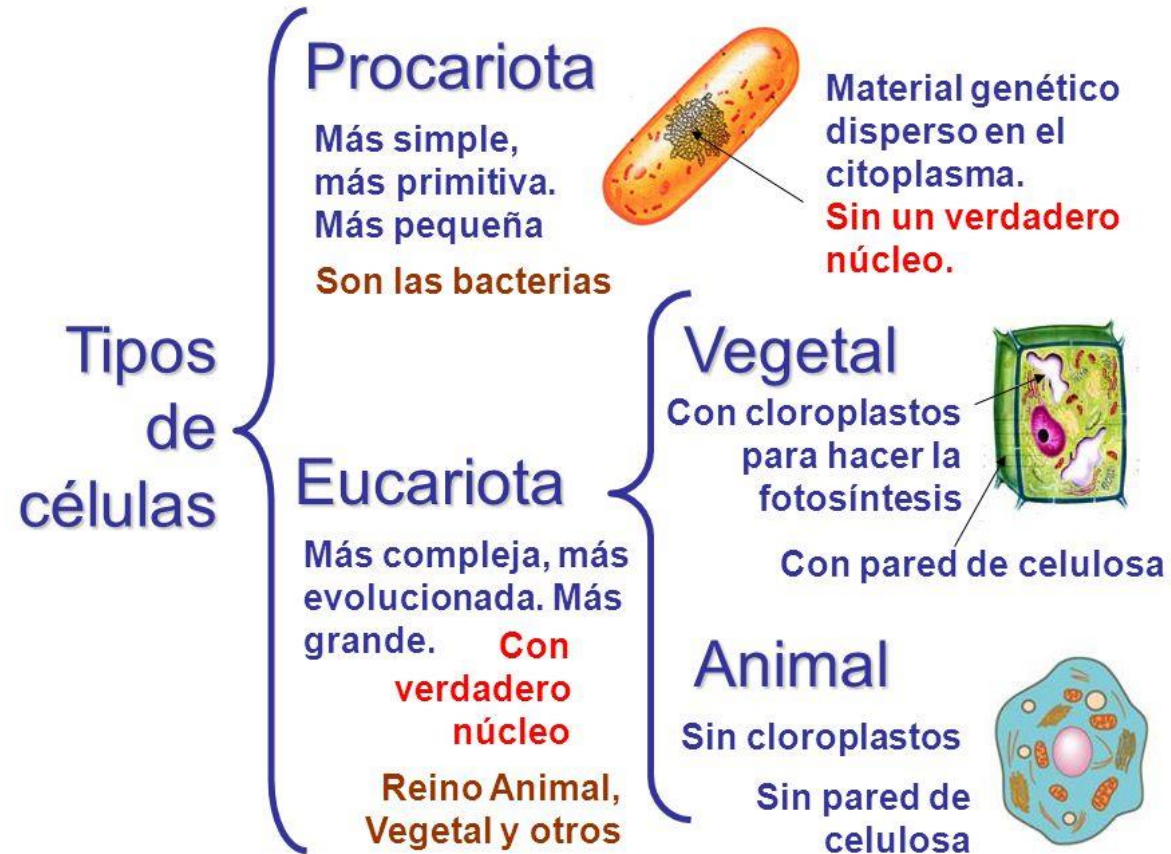 Tipos
de
células
Procariota
Más simple,
más primitiva.
Más pequeña
Son las bacterias
Material genético
disperso en el
citoplasma.
Sin un verdadero
núcleo.
Eucariota
Más compleja, más
evolucionada. Más
grande. Con
verdadero
núcleo
Reino Animal,
Vegetal y otros
Vegetal
Con cloroplastos
para hacer la
fotosíntesis
Con pared de celulosa
Animal
Sin cloroplastos
Sin pared de
celulosa